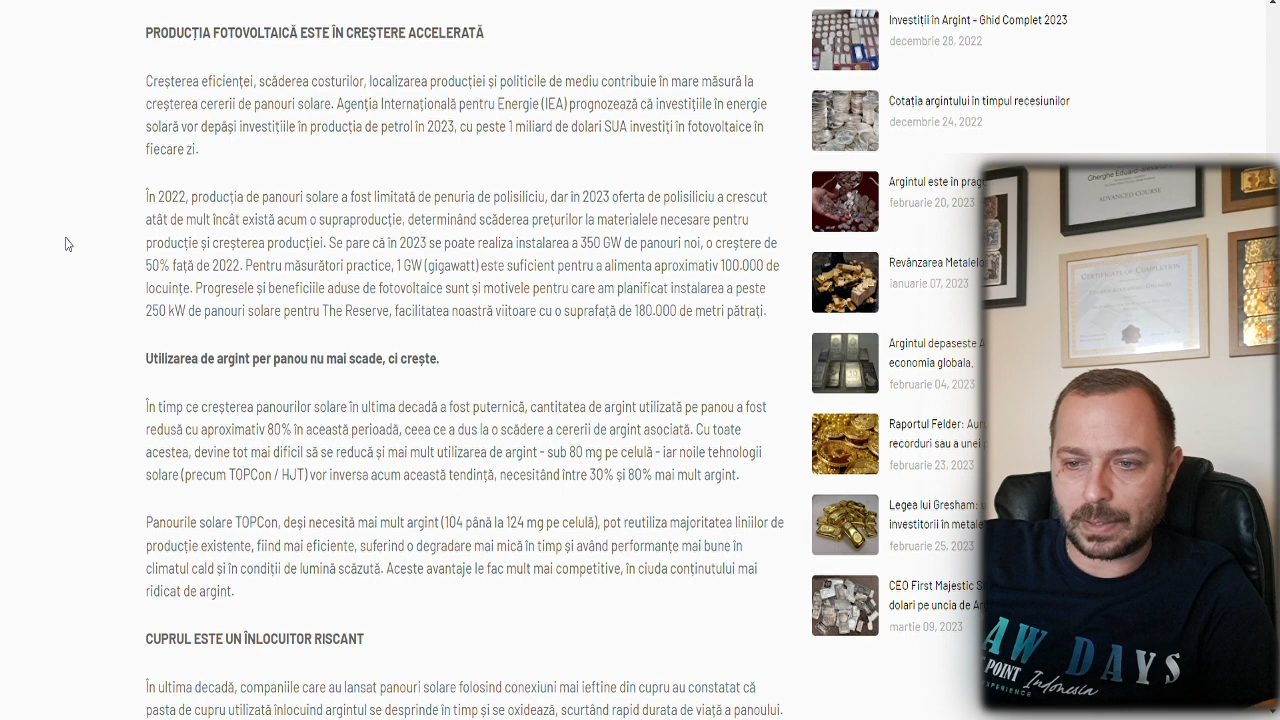 PRODUCȚIA FOTOVOLTAICĂ ESTE ÎN CREȘTERE ACCELERATĂ
Creșterea eficienței, scăderea costurilor, localizarea producției și politicile de mediu contribuie în mare măsură la
creșterea cererii de panouri solare. Agenția Internațională pentru Energie (IEA) prognozează că investițiile în energie
solară vor depăși investițiile în producția de petrol în 2023, cu peste 1 miliard de dolari SUA investiți în fotovoltaice în
fiecare zi.
În 2022, producția de panouri solare a fost limitată de penuria de polisiliciu, dar în 2023 oferta de polisaliciu a crescut
atât de mult încât există acum o supraproducție, determinând scăderea prețurilor la materialele necesare pentru
producție și creșterea producției. Se pare că în 2023 se poate realiza instalarea a 350 GW de panouri noi, o creștere de
50% față de 2022. Pentru măsurători practice, 1 GW (gigawatt) este suficient pentru a alimenta aproximativ 100.000 de
locuințe. Progresele și beneficiile aduse de fotovoltaice sunt și motivele pentru care am planificat instalarea a peste
200 KW de panouri solare pentru The Reserve, facilitatea noastră viitoare cu o suprafață de 180.000 de metri pătrați.
Utilizarea de argint per panou nu mai scade, ci crește.
În timp ce creșterea panourilor solare în ultima decadă a fost puternică, cantitatea de argint utilizată pe panou a fost
redusă cu aproximativ 80% în această perioadă, ceea ce a dus la o scădere a cererii de argint asociată. Cu toate
acestea, devine tot mai dificil să se reducă și mai mult utilizarea de argint - sub 80 mg pe celulă - iar noile tehnologii
solare (precum TOPCon / HJT) vor inversa acum această tendință, necesitând între 30% și 80% mai mult argint.
Panourile solare TOPCon, deși necesită mai mult argint (104 până la 124 mg pe celulă), pot reutiliza majoritatea liniilor de
producție existente, fiind mai eficiente, suferind o degradare mai mică în timp și având performanțe mai bune în
climatul cald și în condiții de lumină scăzută. Aceste avantaje le fac mult mai competitive, în ciuda conținutului mai
ridicat de argint.
CUPRUL ESTE UN ÎNLOCUITOR RISCANT
În ultima decadă, companiile care au lansat panouri solare folosind conexiuni mai ieftine din cupru au constatat că
pasta de cupru utilizată în locuința se desprinde în timp și se oxidează, scurtând rapid durata de viață a panoului.
Investiții în Argint - Ghid Complet 2023
decembrie 28, 2022
Cotația argintului în timpul recesiunilor
decembrie 24, 2022
Argintul este în prag
februarie 20, 2023
Revânzarea Metalelo
ianuarie 07, 2023
Argintul depaseste A
economia globala.
februarie 04, 2023
Raportul Felder: Aur
recorduri sau a unei
februarie 23, 2023
Legea lui Gresham: u
investitorii în metale
februarie 25, 2023
CEO First Majestic S
dolari pe uncia de Ar
martie 09, 2023
ADVANCED COURSE
CERTIFICATE OF COMPLETION
AW DAYS
POINT Indonesia
EXPERIENCE